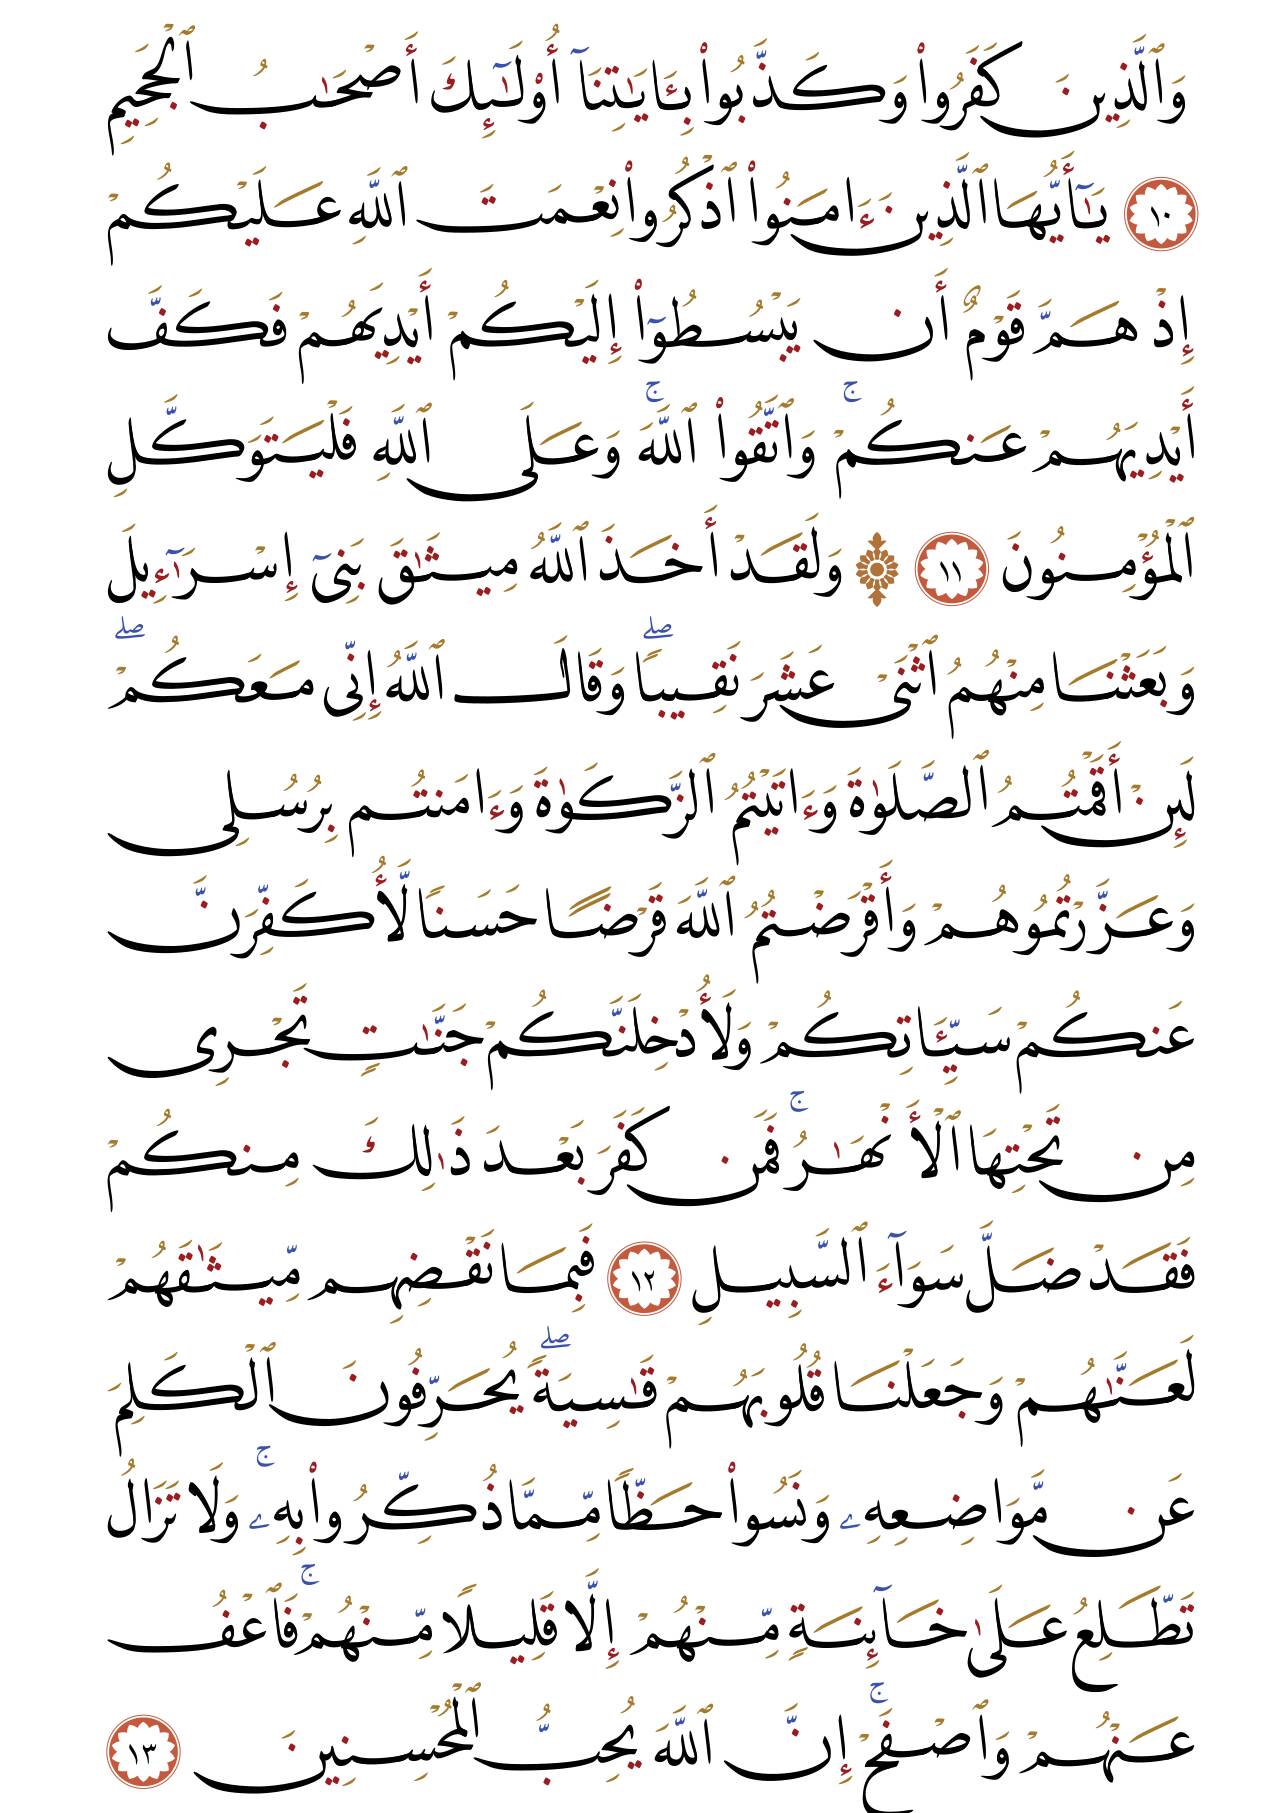 وَٱلَّذِينَ كَفَرُوا۟ وَكَذَّبُوا۟ بِـَٔايَـٰتِنَآ أُو۟لَـٰٓئِكَ أَصْحَـٰبُ ٱلْجَحِيمِ
١٠ يَـٰٓأَيُّهَا ٱلَّذِينَ ءَامَنُوا۟ ٱذْكُرُوا۟ نِعْمَتَ ٱللَّهِ عَلَيْكُمْ
إِذْ هَمَّ قَوْمٌ أَن يَبْسُطُوٓا۟ إِلَيْكُمْ أَيْدِيَهُمْ فَكَفَّ
أَيْدِيَهُمْ عَنكُمْ ۚ وَٱتَّقُوا۟ ٱللَّهَ ۚ وَعَلَى ٱللَّهِ فَلْيَتَوَكَّلِ
ٱلْمُؤْمِنُونَ ١١ ۞ وَلَقَدْ أَخَذَ ٱللَّهُ مِيثَـٰقَ بَنِىٓ إِسْرَٰٓءِيلَ
وَبَعَثْنَا مِنْهُمُ ٱثْنَىْ عَشَرَ نَقِيبًا ۖ وَقَالَ ٱللَّهُ إِنِّى مَعَكُمْ ۖ
لَئِنْ أَقَمْتُمُ ٱلصَّلَوٰةَ وَءَاتَيْتُمُ ٱلزَّكَوٰةَ وَءَامَنتُم بِرُسُلِى
وَعَزَّرْتُمُوهُمْ وَأَقْرَضْتُمُ ٱللَّهَ قَرْضًا حَسَنًا لَّأُكَفِّرَنَّ
عَنكُمْ سَيِّـَٔاتِكُمْ وَلَأُدْخِلَنَّكُمْ جَنَّـٰتٍ تَجْرِى
مِن تَحْتِهَا ٱلْأَنْهَـٰرُ ۚ فَمَن كَفَرَ بَعْدَ ذَٰلِكَ مِنكُمْ
فَقَدْ ضَلَّ سَوَآءَ ٱلسَّبِيلِ ١٢ فَبِمَا نَقْضِهِم مِّيثَـٰقَهُمْ
لَعَنَّـٰهُمْ وَجَعَلْنَا قُلُوبَهُمْ قَـٰسِيَةً ۖ يُحَرِّفُونَ ٱلْكَلِمَ
عَن مَّوَاضِعِهِۦ وَنَسُوا۟ حَظًّا مِّمَّا ذُكِّرُوا۟ بِهِۦ ۚ وَلَا تَزَالُ
تَطَّلِعُ عَلَىٰ خَآئِنَةٍ مِّنْهُمْ إِلَّا قَلِيلًا مِّنْهُمْ ۖ فَٱعْفُ
عَنْهُمْ وَٱصْفَحْ ۚ إِنَّ ٱللَّهَ يُحِبُّ ٱلْمُحْسِنِينَ ١٣